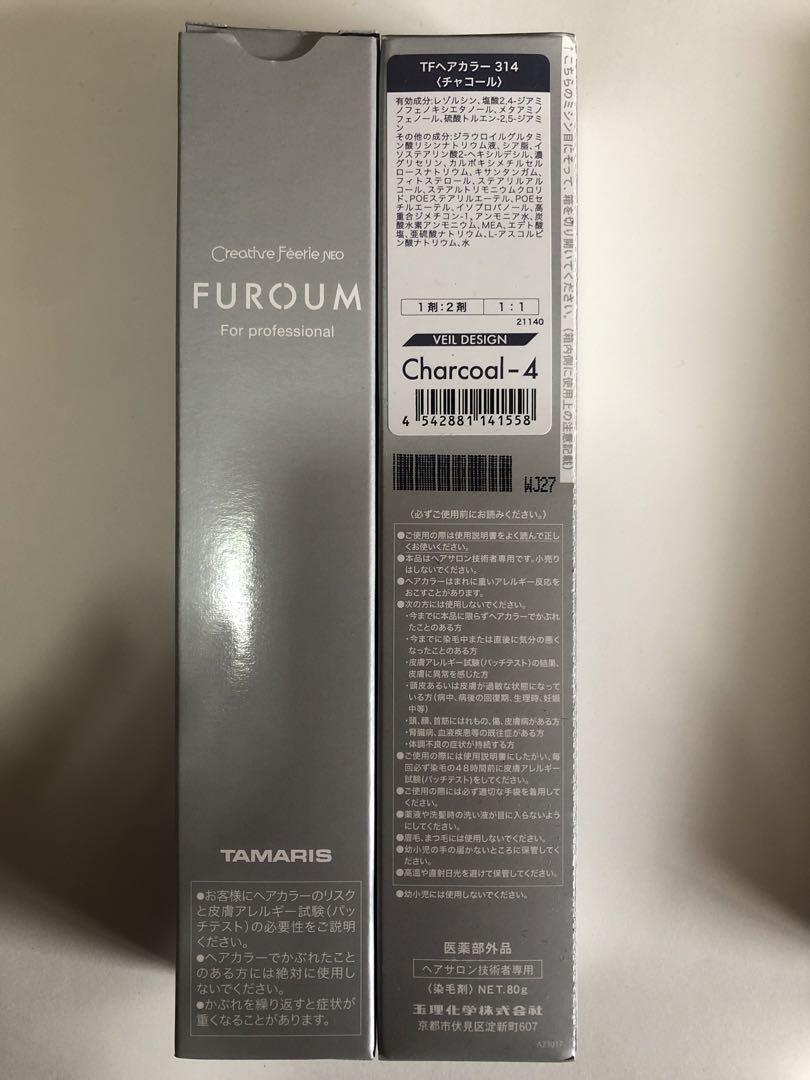 Creative Féerie NEO
FUROUM
For professional
TAMARIS
●お客様にヘアカラーのリスク
と皮膚アレルギー試験(パッ
チテスト)の必要性をご説明
ください。
●ヘアカラーでかぶれたこと
のある方には絶対に使用し
ないでください。
●かぶれを繰り返すと症状が
重くなることがあります。
TFヘアカラー 314
〈チャコール〉
有効成分:レゾルシン、塩酸2,4-ジアミ
ノフェノキシエタノール、メタアミノ
フェノール、硫酸トルエン-2,5-ジアミ
ン
その他の成分:ジラウロイルグルタミ
ン酸リシンナトリウム液、シア脂、イ
ソステアリン酸2-ヘキシルデシル、濃
グリセリン、カルボキシメチルセル
ロースナトリウム、キサンタンガム、
フィトステロール、ステアリルアル
コール、ステアルトリモニウムクロリ
ド、POEステアリルエーテル、POEセ
チルエーテル、イソプロパノール、高
重合ジメチコン-1、アンモニア水、炭
酸水素アンモニウム、MEA、エデト酸
塩、亜硫酸ナトリウム、L-アスコルビ
ン酸ナトリウム、水
1剤:2剤 1:1
21140
VEIL DESIGN
Charcoal-4
4 542881 141558
WJ27
↑こちらのミシン目にそって、箱を切り開いてください。(箱内側に使用上の注意記載)
〈必ずご使用前にお読みください。〉
●ご使用の際は使用説明書をよく読んで正し
くお使いください。
●本品はヘアサロン技術者専用です。小売り
はしないでください。
●ヘアカラーはまれに重いアレルギー反応を
おこすことがあります。
●次の方には使用しないでください。
・今までに本品に限らずヘアカラーでかぶれ
たことのある方
・今までに染毛中または直後に気分の悪く
なったことのある方
・皮膚アレルギー試験(パッチテスト)の結果、
皮膚に異常を感じた方
・頭皮あるいは皮膚が過敏な状態になって
いる方(病中、病後の回復期、生理時、妊娠
中等)
・頭、顔、首筋にはれもの、傷、皮膚病がある方
・腎臓病、血液疾患等の既往症がある方
・体調不良の症状が持続する方
●ご使用の際には使用説明書にしたがい、毎
回必ず染毛の48時間前に皮膚アレルギー
試験(パッチテスト)をしてください。
●ご使用の際には必ず適切な手袋を着用して
ください。
●薬液や洗髪時の洗い液が目に入らないよう
にしてください。
●眉毛、まつ毛には使用しないでください。
●幼小児の手の届かないところに保管してく
ださい。
●高温や直射日光を避けて保管してください。
●幼小児には使用しないでください。
医薬部外品
ヘアサロン技術者専用
〈染毛剤〉NET.80g
玉理化学株式会社
京都市伏見区淀新町607